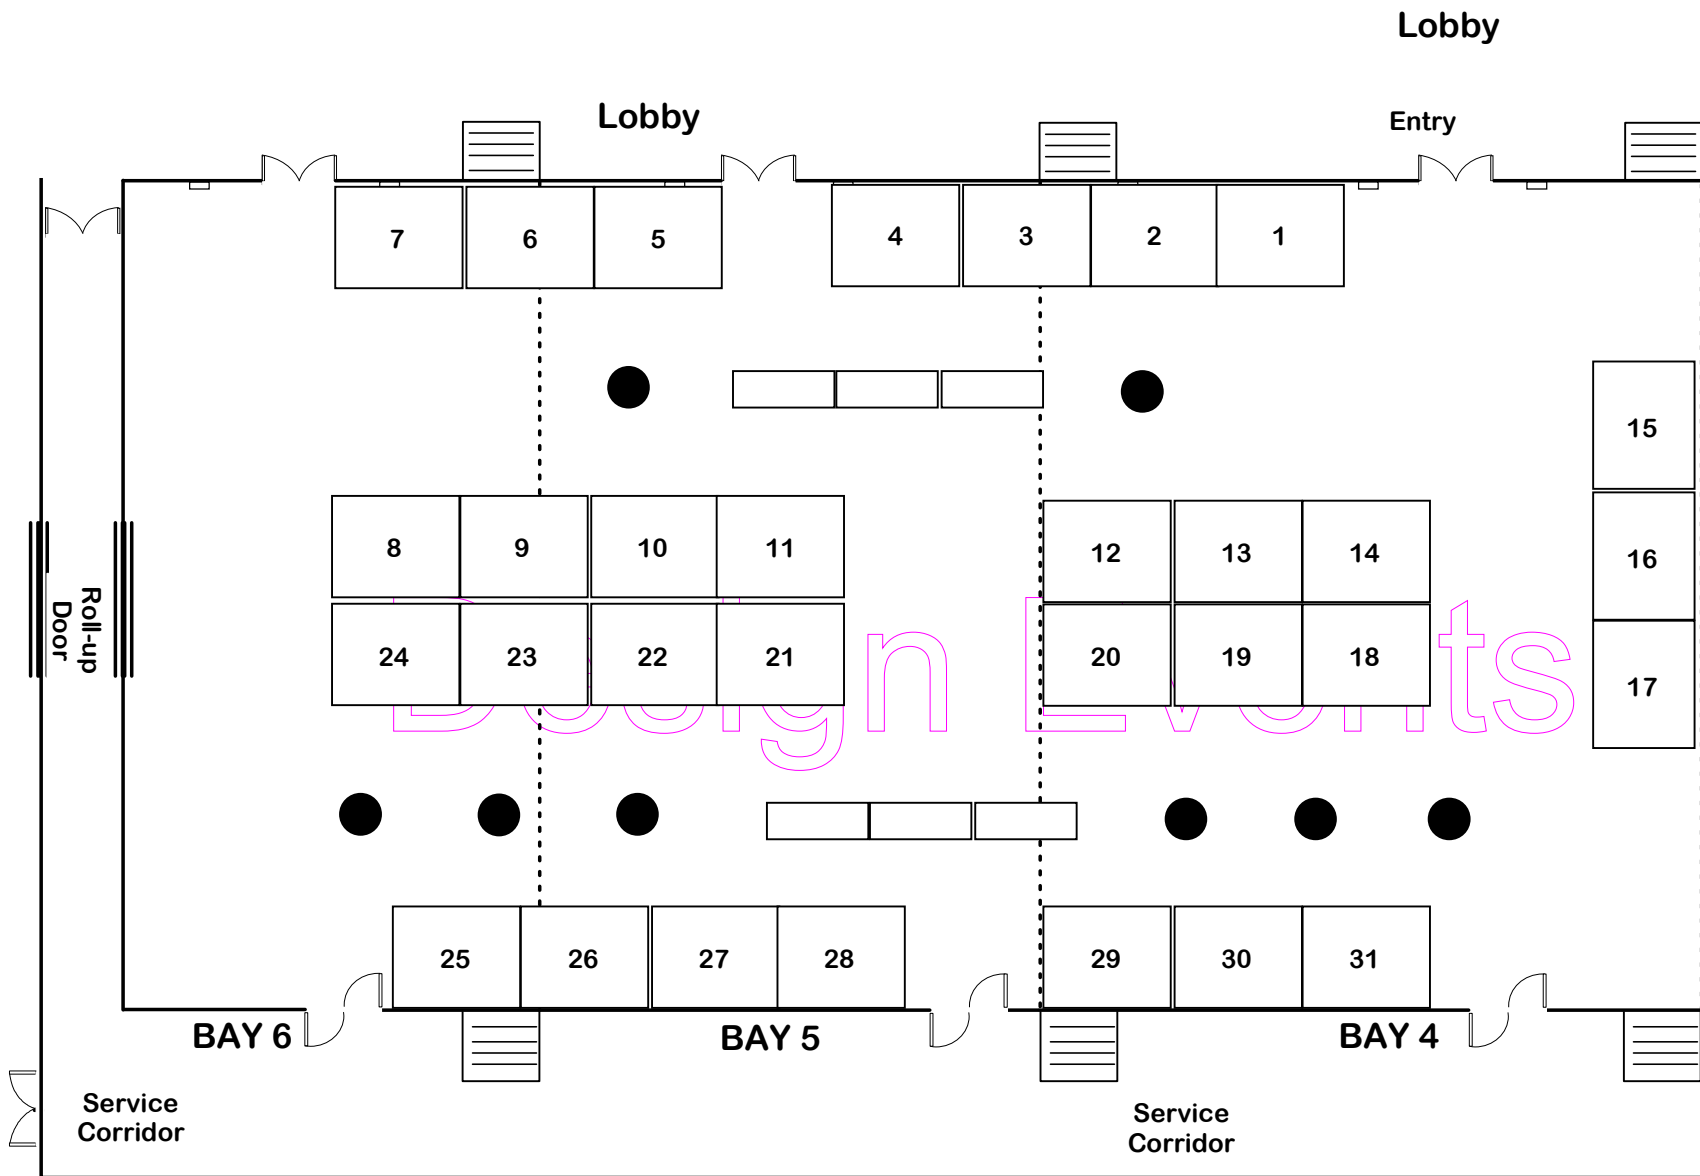 Lobby
Lobby
Entry
7 6 5 4 3 2 1
15
8 9 10 11 12 13 14
16
Roll-up
Door
24 23 22 21 20 19 18
17
Design Events
25 26 27 28 29 30 31
BAY 6 BAY 5 BAY 4
Service
Corridor
Service
Corridor